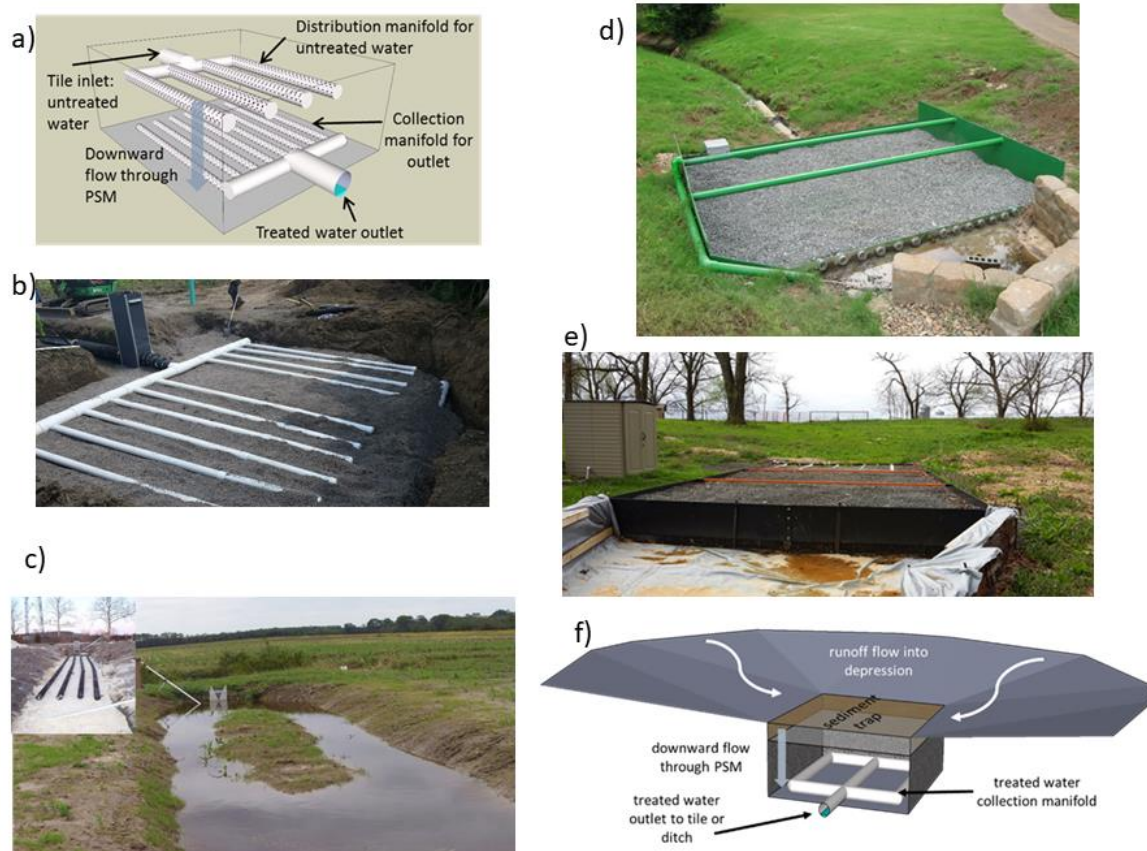 a)
Distribution manifold for
untreated water
Tile inlet:
untreated
water
Collection
manifold for
outlet
Downward
flow through
PSM
Treated water outlet
b)
c)
d)
e)
f)
runoff flow into
depression
sediment
trap
downward flow
through PSM
treated water
collection manifold
treated water
outlet to tile or
ditch